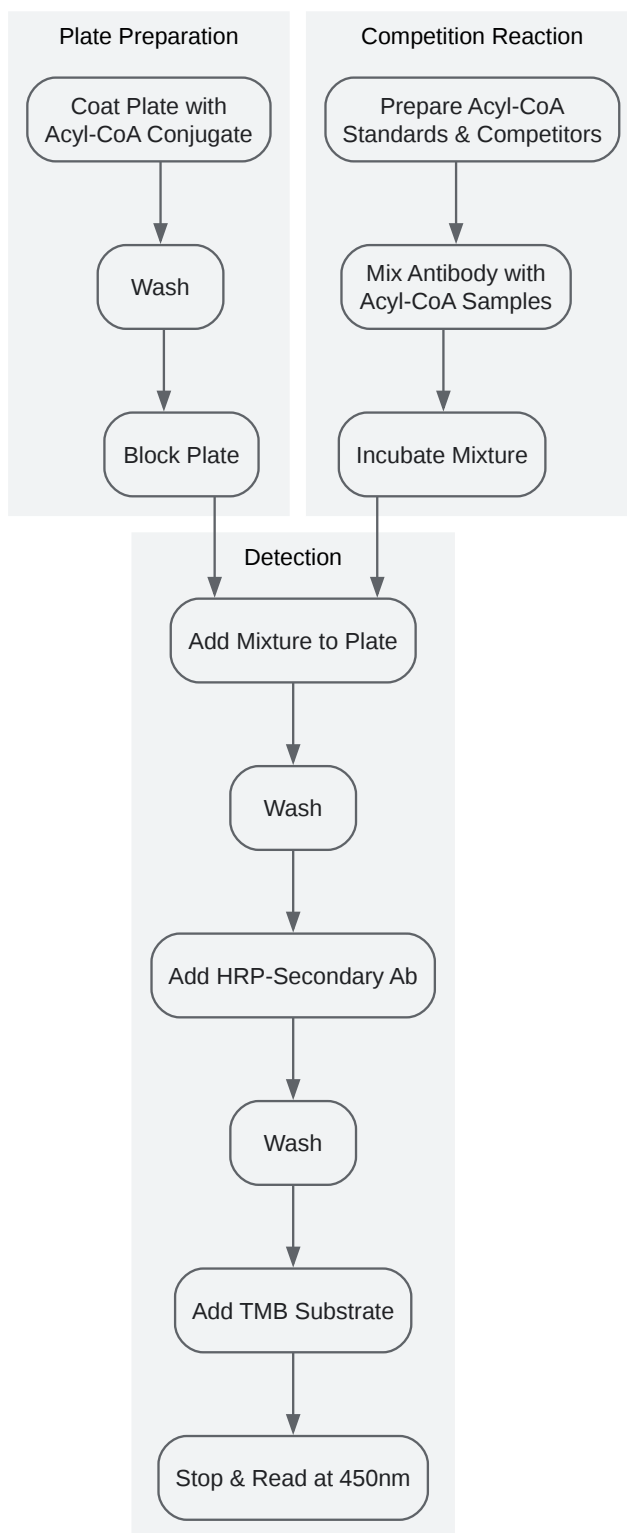 Plate Preparation
Coat Plate with
Acyl-CoA Conjugate
Wash
Block Plate
Competition Reaction
Prepare Acyl-CoA
Standards & Competitors
Mix Antibody with
Acyl-CoA Samples
Incubate Mixture
Detection
Add Mixture to Plate
Wash
Add HRP-Secondary Ab
Wash
Add TMB Substrate
Stop & Read at 450nm